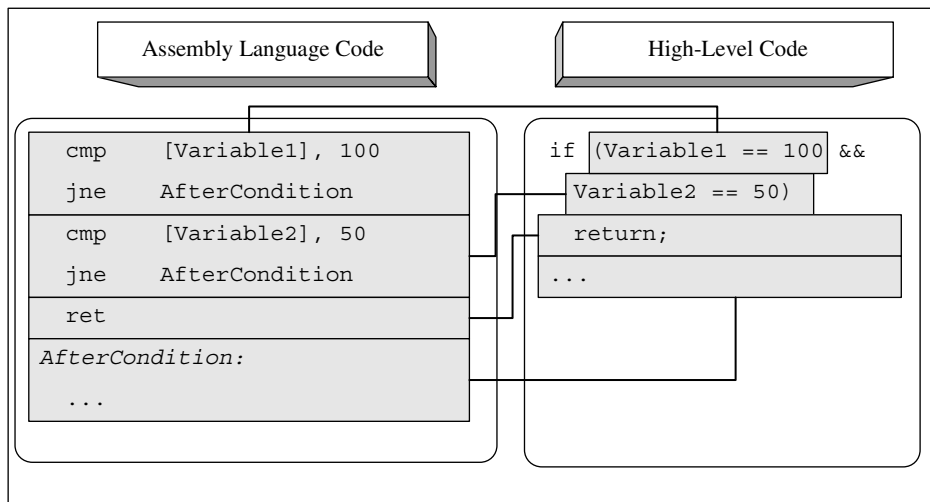 Assembly Language Code
High-Level Code
cmp [Variable1], 100
jne AfterCondition
cmp [Variable2], 50
jne AfterCondition
ret
AfterCondition:
...
if (Variable1 == 100 &&
Variable2 == 50)
return;
...